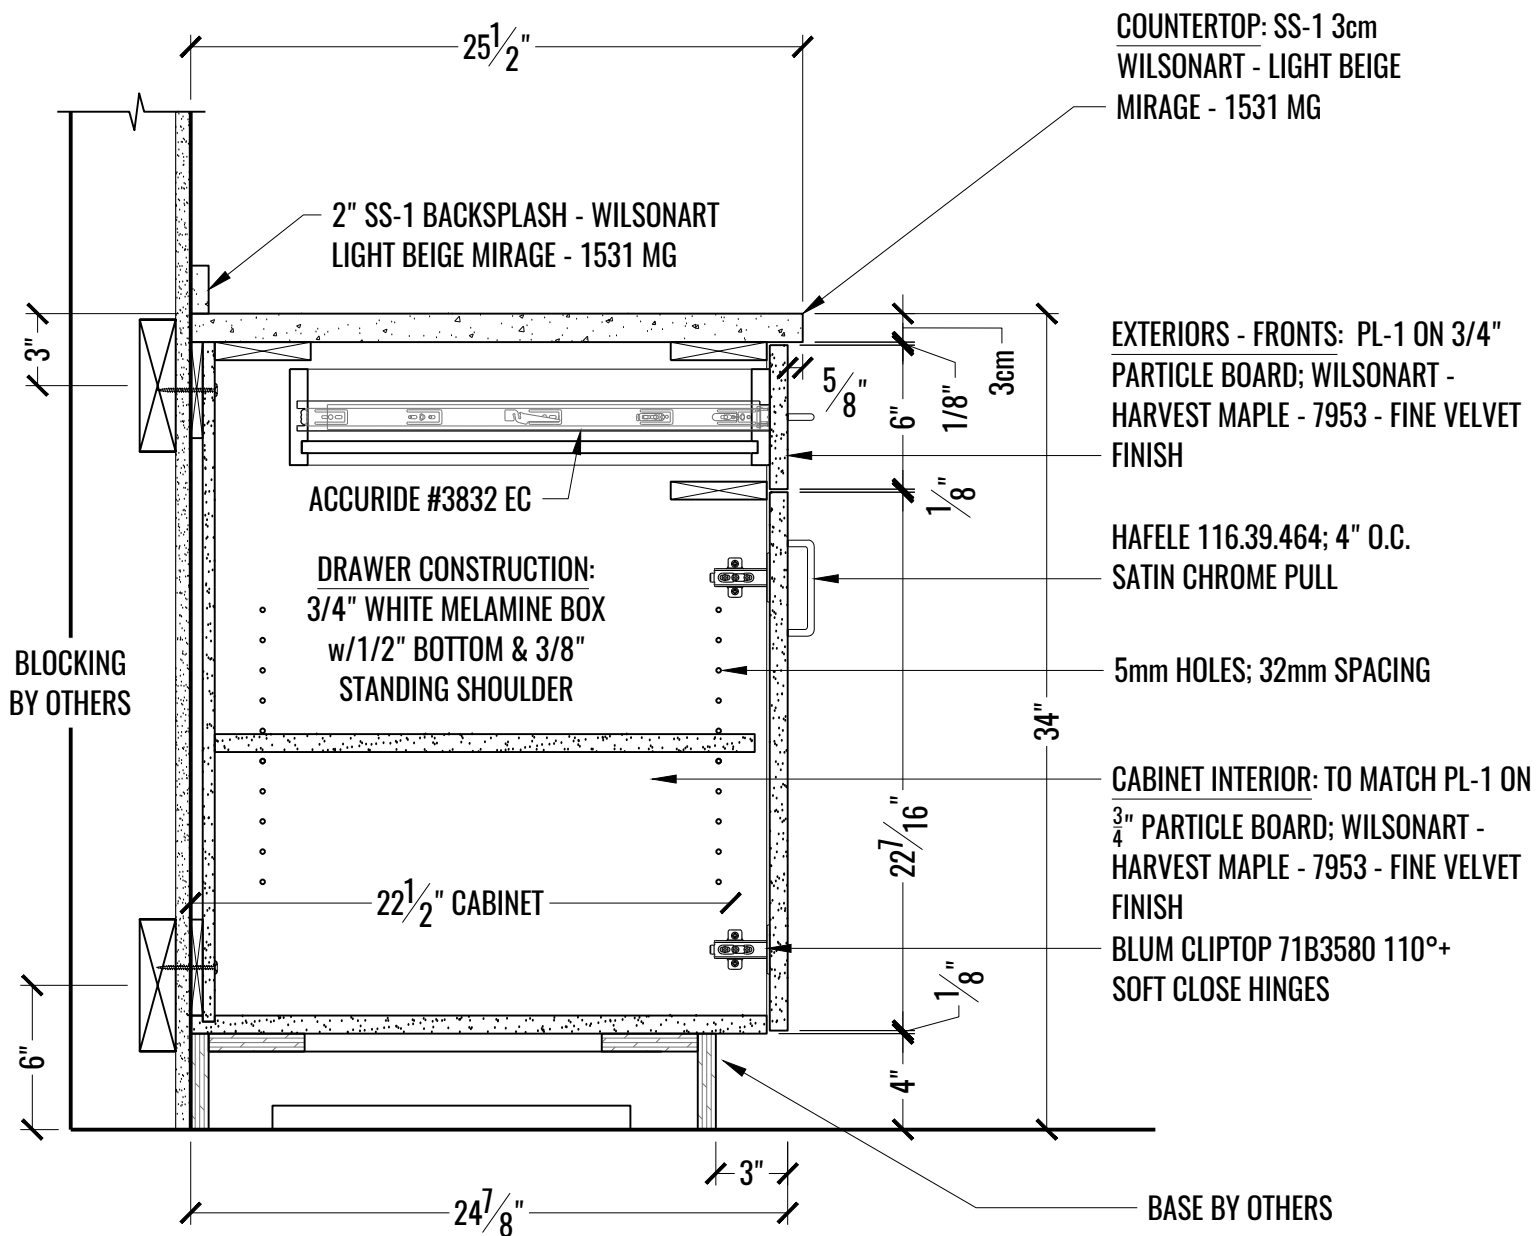 25 1/2"
COUNTERTOP: SS-1 3cm
WILSONART - LIGHT BEIGE
MIRAGE - 1531 MG
2" SS-1 BACKSPLASH - WILSONART
LIGHT BEIGE MIRAGE - 1531 MG
3"
5/8"
6"
1/8"
3cm
1/8"
34"
EXTERIORS - FRONTS: PL-1 ON 3/4"
PARTICLE BOARD; WILSONART -
HARVEST MAPLE - 7953 - FINE VELVET
FINISH
ACCURIDE #3832 EC
HAFELE 116.39.464; 4" O.C.
SATIN CHROME PULL
DRAWER CONSTRUCTION:
3/4" WHITE MELAMINE BOX
w/1/2" BOTTOM & 3/8"
STANDING SHOULDER
BLOCKING
BY OTHERS
5mm HOLES; 32mm SPACING
22 7/16"
CABINET INTERIOR: TO MATCH PL-1 ON
3/4" PARTICLE BOARD; WILSONART -
HARVEST MAPLE - 7953 - FINE VELVET
FINISH
22 1/2" CABINET
BLUM CLIPTOP 71B3580 110°+
SOFT CLOSE HINGES
1/8"
6"
4"
3"
24 7/8"
BASE BY OTHERS